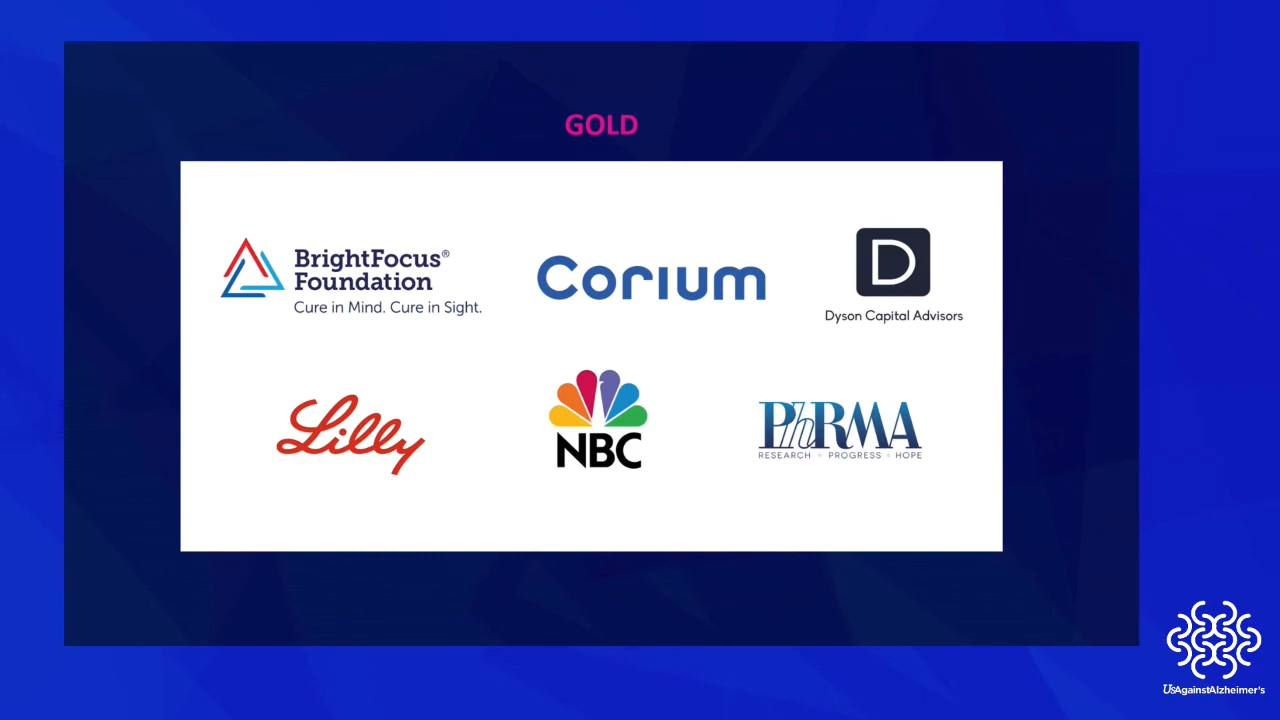 GOLD
BrightFocus®
Foundation
Cure in Mind. Cure in Sight.
Corium
D
Dyson Capital Advisors
Lilly
NBC
PhRMA
RESEARCH • PROGRESS • HOPE
UsAgainstAlzheimer's